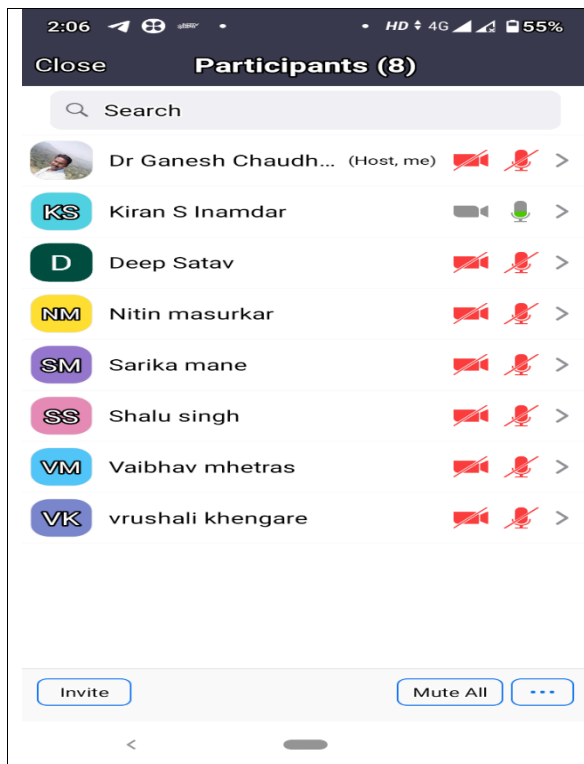 2:06 HD 4G 55%
Close Participants (8)
Search
Dr Ganesh Chaudh... (Host, me)
KS Kiran S Inamdar
D Deep Satav
NM Nitin masurkar
SM Sarika mane
SS Shalu singh
VM Vaibhav mhetras
VK vrushali khengare
Invite Mute All ...